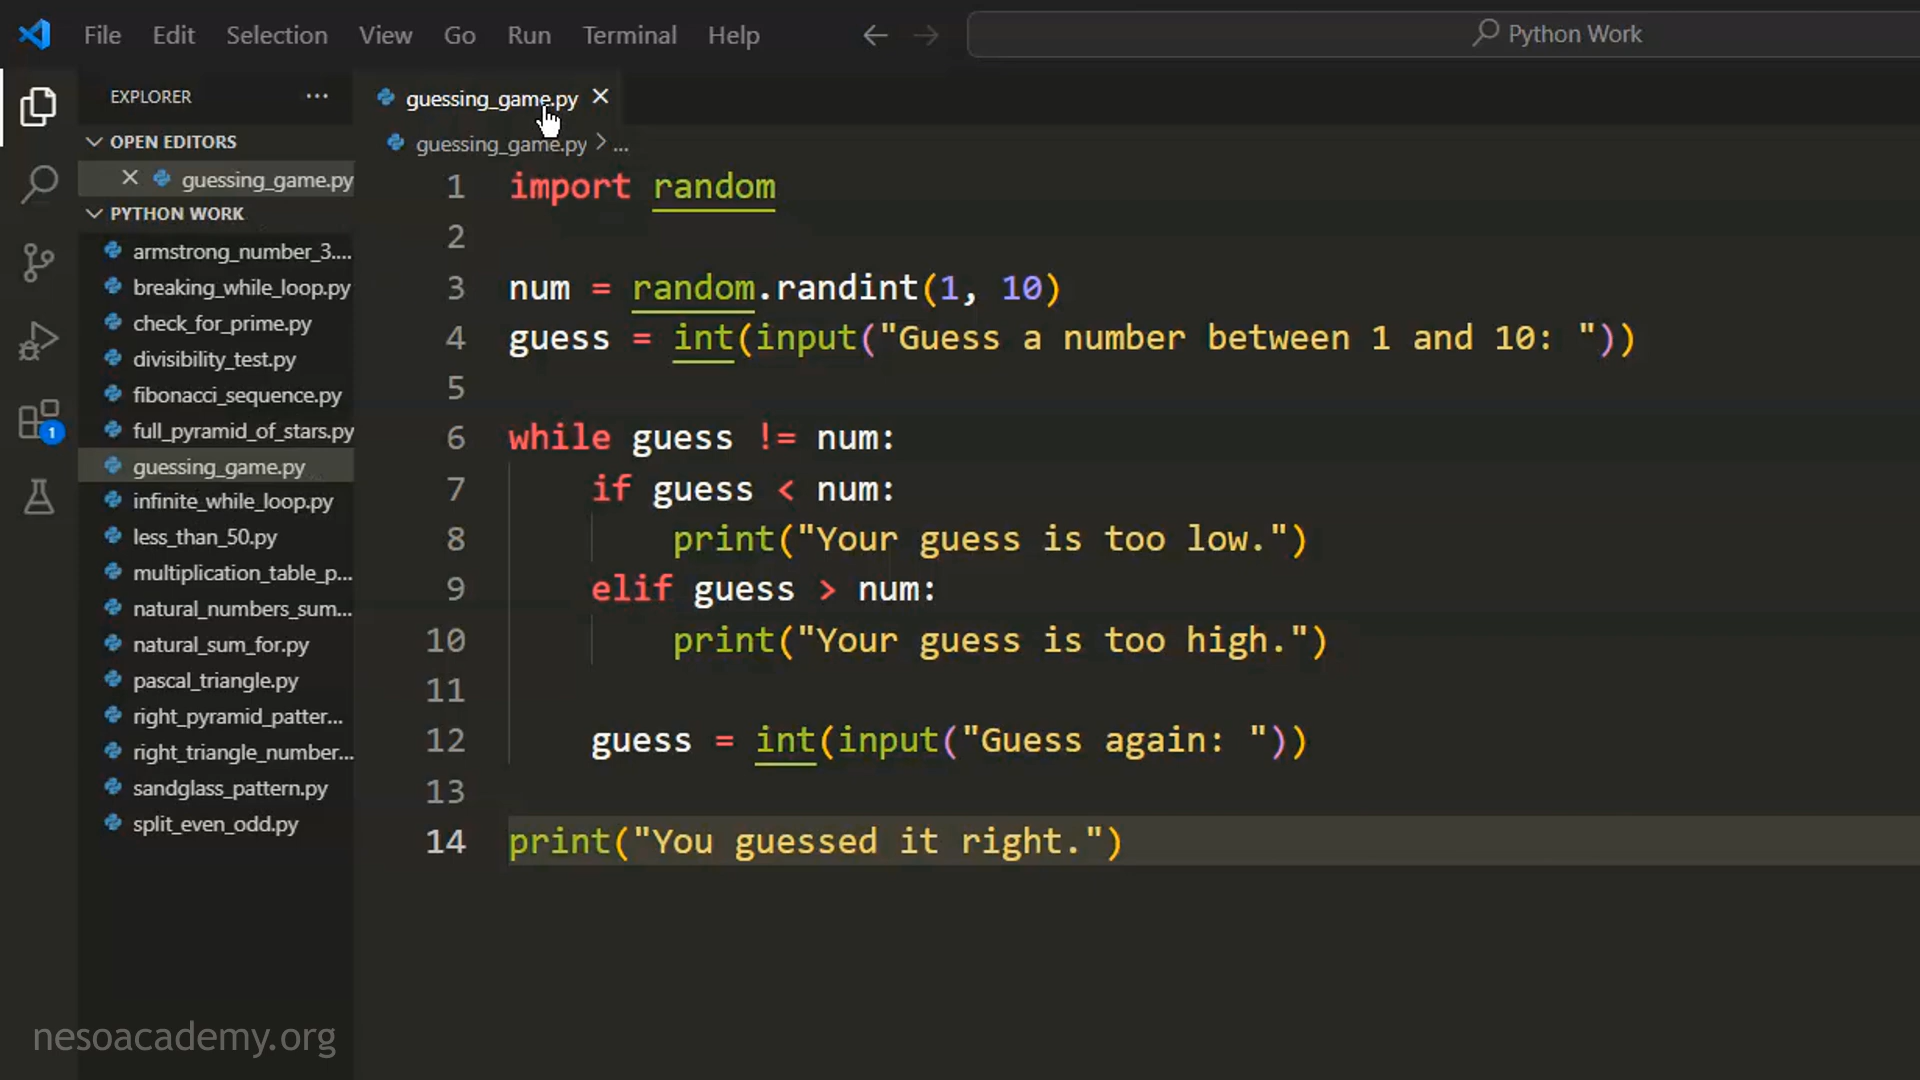 File Edit Selection View Go Run Terminal Help Python Work
EXPLORER ...
OPEN EDITORS
guessing_game.py
PYTHON WORK
armstrong_number_3....
breaking_while_loop.py
check_for_prime.py
divisibility_test.py
fibonacci_sequence.py
full_pyramid_of_stars.py
guessing_game.py
infinite_while_loop.py
less_than_50.py
multiplication_table_p...
natural_numbers_sum...
natural_sum_for.py
pascal_triangle.py
right_pyramid_patter...
right_triangle_number...
sandglass_pattern.py
split_even_odd.py
1
guessing_game.py
guessing_game.py > ...
1 import random
2
3 num = random.randint(1, 10)
4 guess = int(input("Guess a number between 1 and 10: "))
5
6 while guess != num:
7     if guess < num:
8         print("Your guess is too low.")
9     elif guess > num:
10         print("Your guess is too high.")
11
12     guess = int(input("Guess again: "))
13
14 print("You guessed it right.")
nesoacademy.org